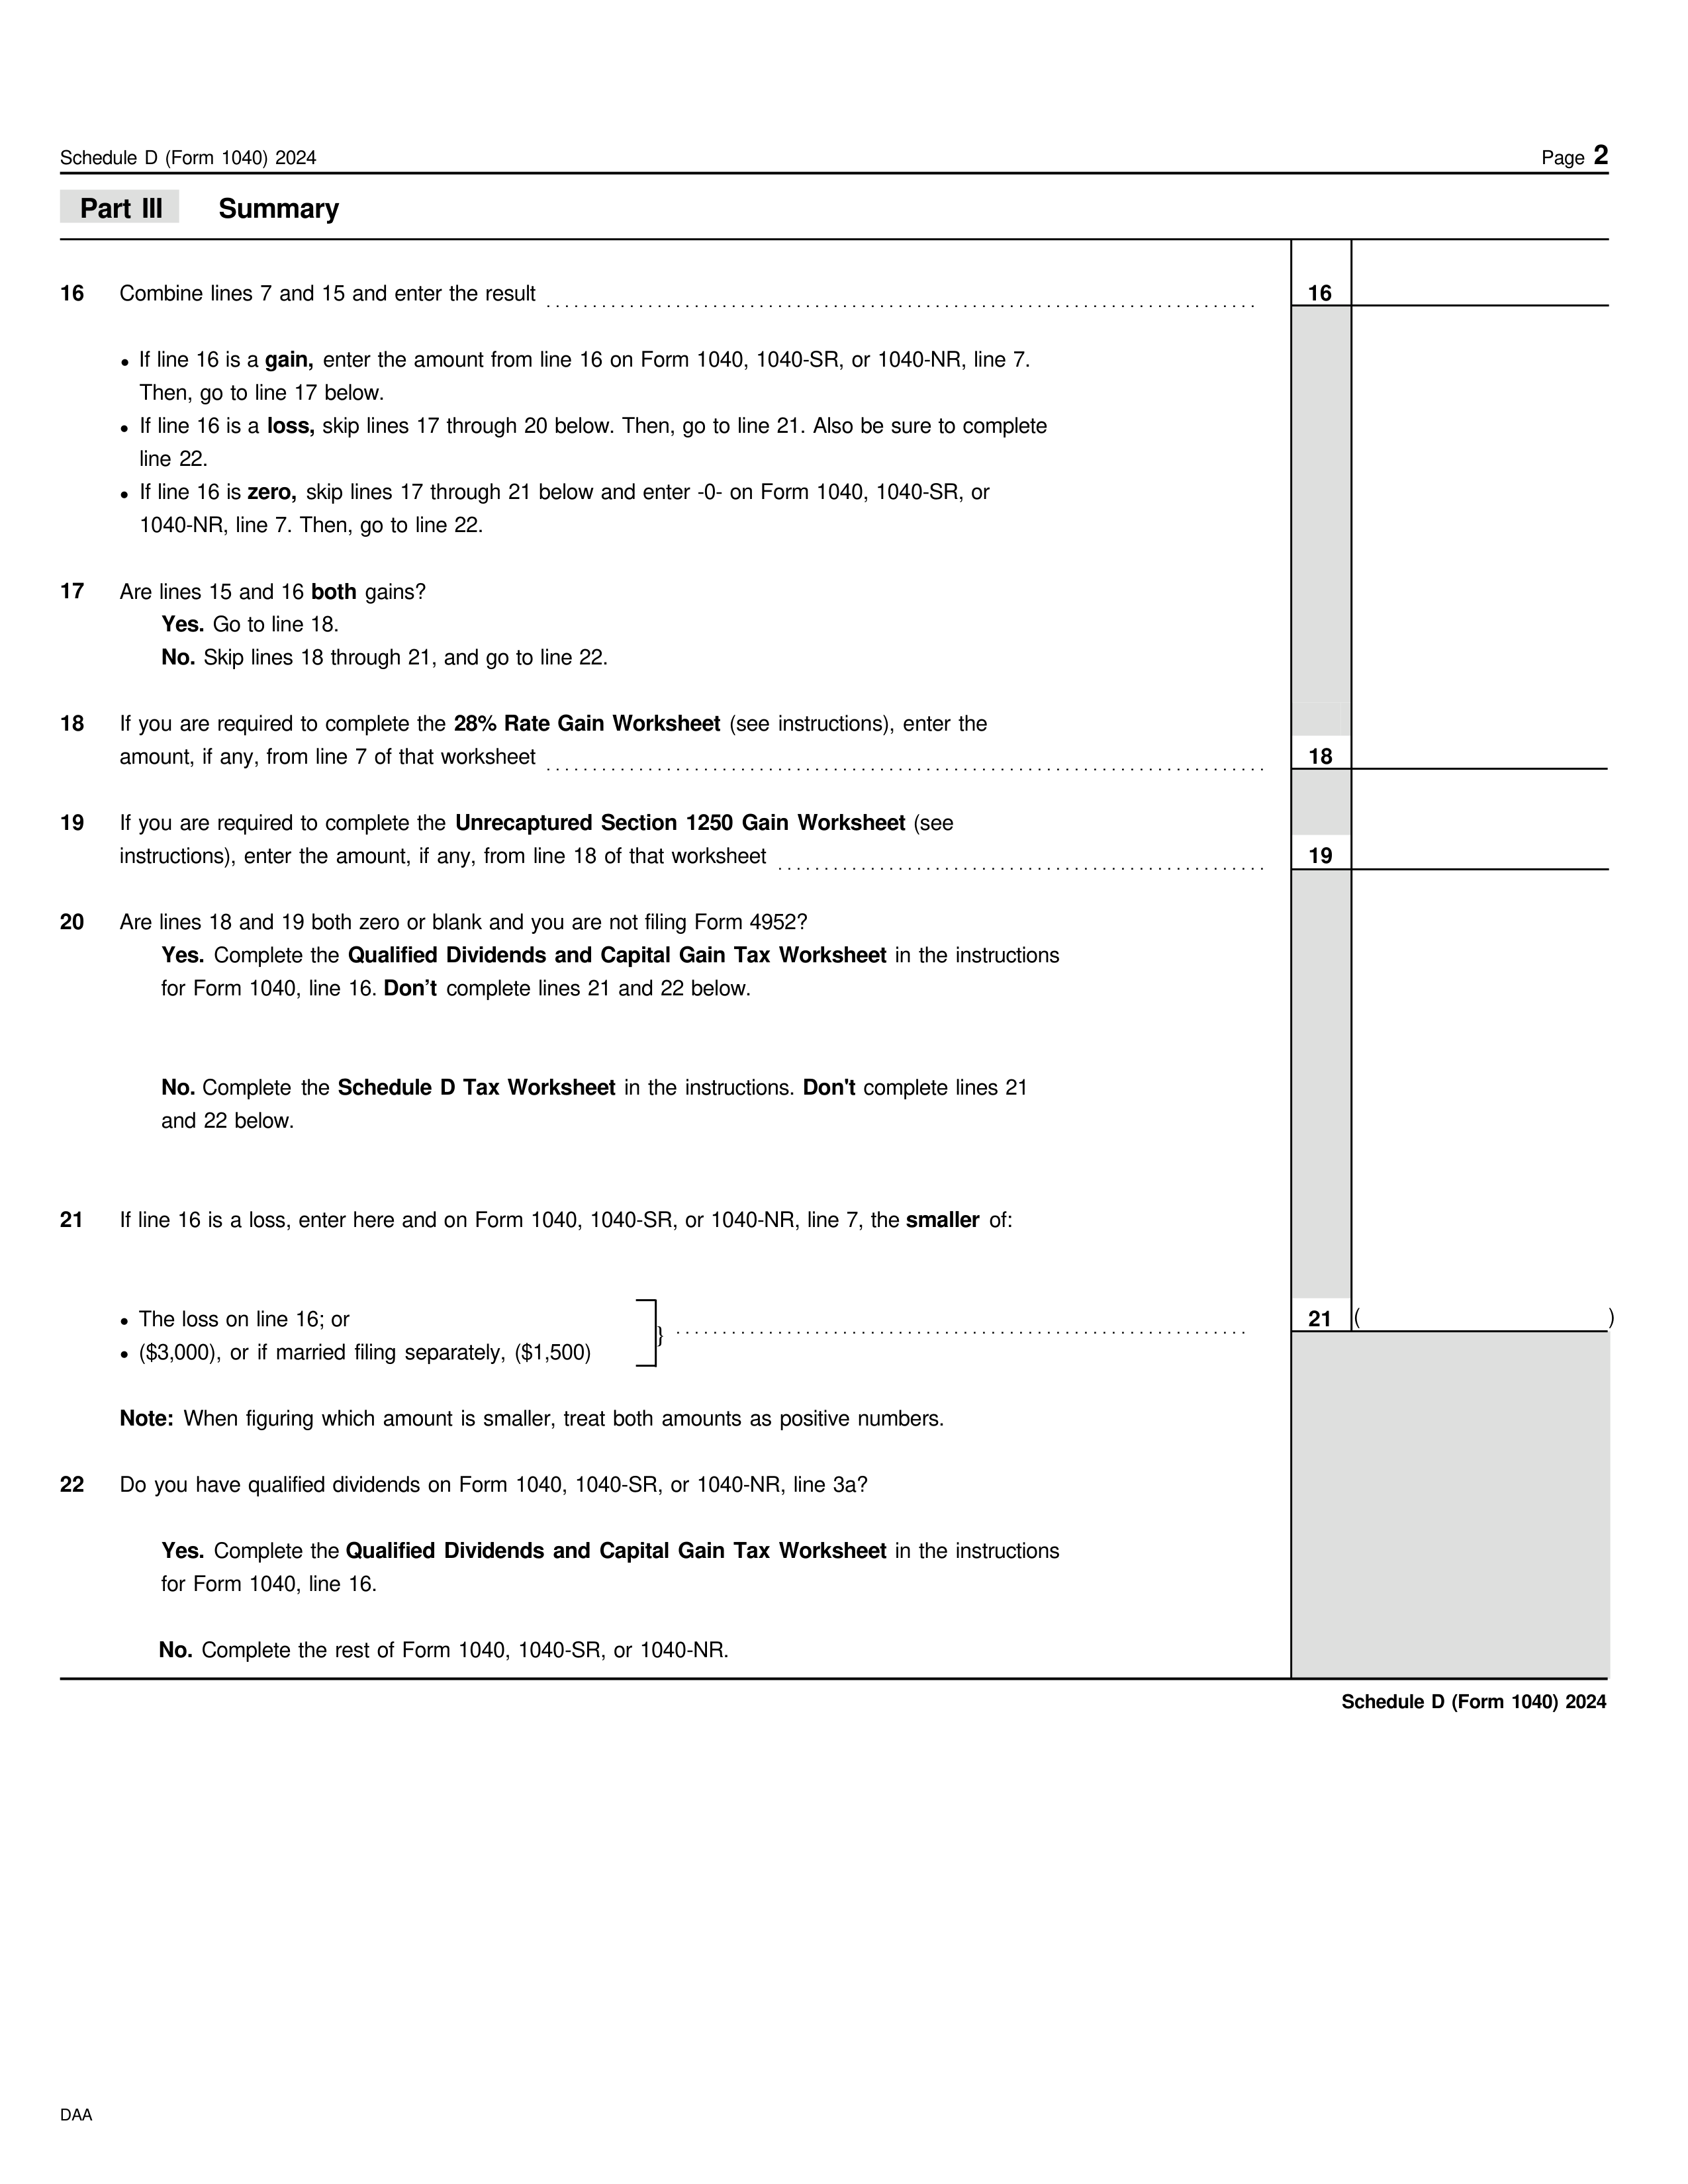 Schedule D (Form 1040) 2024 Page 2
Part III Summary
16 Combine lines 7 and 15 and enter the result 16
• If line 16 is a gain, enter the amount from line 16 on Form 1040, 1040-SR, or 1040-NR, line 7.
Then, go to line 17 below.
• If line 16 is a loss, skip lines 17 through 20 below. Then, go to line 21. Also be sure to complete
line 22.
• If line 16 is zero, skip lines 17 through 21 below and enter -0- on Form 1040, 1040-SR, or
1040-NR, line 7. Then, go to line 22.
17 Are lines 15 and 16 both gains?
Yes. Go to line 18.
No. Skip lines 18 through 21, and go to line 22.
18 If you are required to complete the 28% Rate Gain Worksheet (see instructions), enter the
amount, if any, from line 7 of that worksheet 18
19 If you are required to complete the Unrecaptured Section 1250 Gain Worksheet (see
instructions), enter the amount, if any, from line 18 of that worksheet 19
20 Are lines 18 and 19 both zero or blank and you are not filing Form 4952?
Yes. Complete the Qualified Dividends and Capital Gain Tax Worksheet in the instructions
for Form 1040, line 16. Don’t complete lines 21 and 22 below.
No. Complete the Schedule D Tax Worksheet in the instructions. Don't complete lines 21
and 22 below.
21 If line 16 is a loss, enter here and on Form 1040, 1040-SR, or 1040-NR, line 7, the smaller of:
• The loss on line 16; or } 21 ( )
• ($3,000), or if married filing separately, ($1,500)
Note: When figuring which amount is smaller, treat both amounts as positive numbers.
22 Do you have qualified dividends on Form 1040, 1040-SR, or 1040-NR, line 3a?
Yes. Complete the Qualified Dividends and Capital Gain Tax Worksheet in the instructions
for Form 1040, line 16.
No. Complete the rest of Form 1040, 1040-SR, or 1040-NR.
Schedule D (Form 1040) 2024
DAA